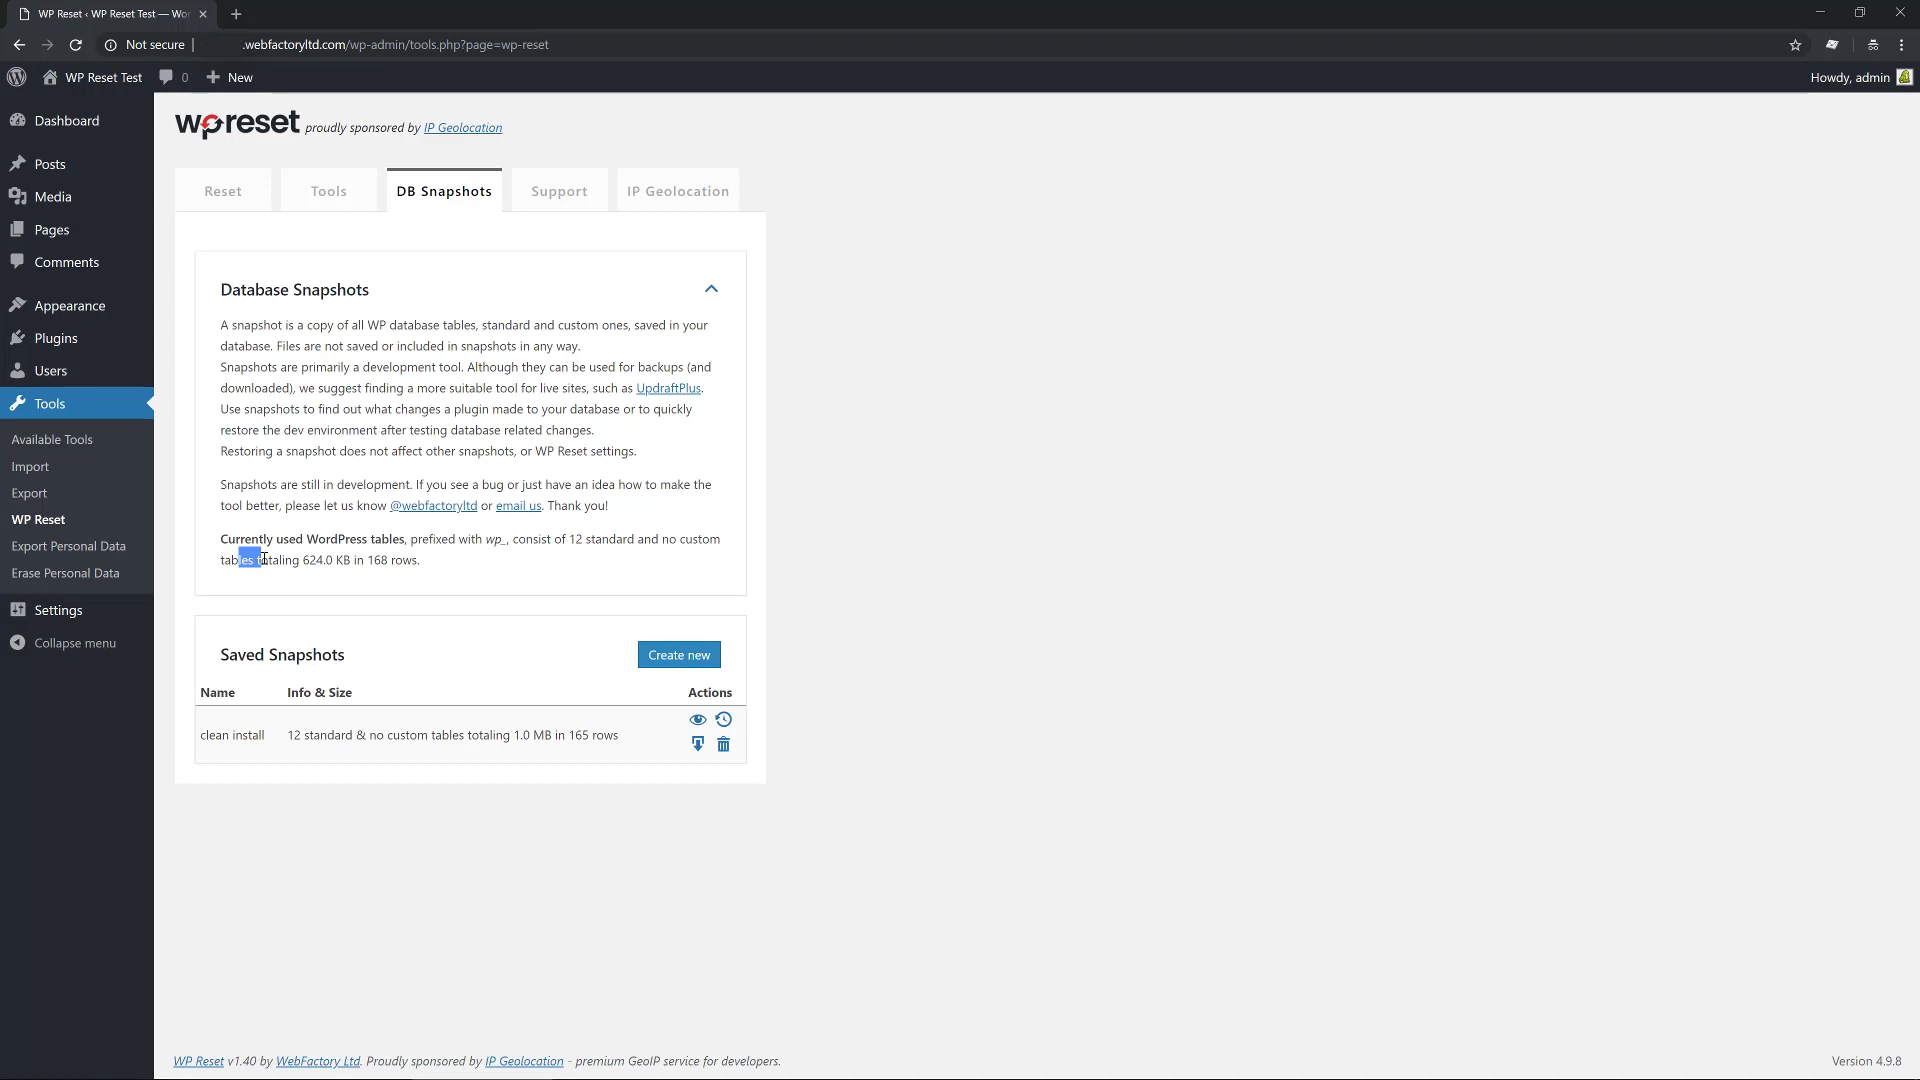 WP Reset ‹ WP Reset Test — Wor
Not secure | .webfactoryltd.com/wp-admin/tools.php?page=wp-reset
WP Reset Test 0 New Howdy, admin
Dashboard
Posts
Media
Pages
Comments
Appearance
Plugins
Users
Tools
Available Tools
Import
Export
WP Reset
Export Personal Data
Erase Personal Data
Settings
Collapse menu
wpreset proudly sponsored by IP Geolocation
Reset Tools DB Snapshots Support IP Geolocation
Database Snapshots
A snapshot is a copy of all WP database tables, standard and custom ones, saved in your
database. Files are not saved or included in snapshots in any way.
Snapshots are primarily a development tool. Although they can be used for backups (and
downloaded), we suggest finding a more suitable tool for live sites, such as UpdraftPlus.
Use snapshots to find out what changes a plugin made to your database or to quickly
restore the dev environment after testing database related changes.
Restoring a snapshot does not affect other snapshots, or WP Reset settings.
Snapshots are still in development. If you see a bug or just have an idea how to make the
tool better, please let us know @webfactoryltd or email us. Thank you!
Currently used WordPress tables, prefixed with wp_, consist of 12 standard and no custom
tables totaling 624.0 KB in 168 rows.
Saved Snapshots Create new
Name Info & Size Actions
clean install 12 standard & no custom tables totaling 1.0 MB in 165 rows
WP Reset v1.40 by WebFactory Ltd. Proudly sponsored by IP Geolocation - premium GeoIP service for developers. Version 4.9.8